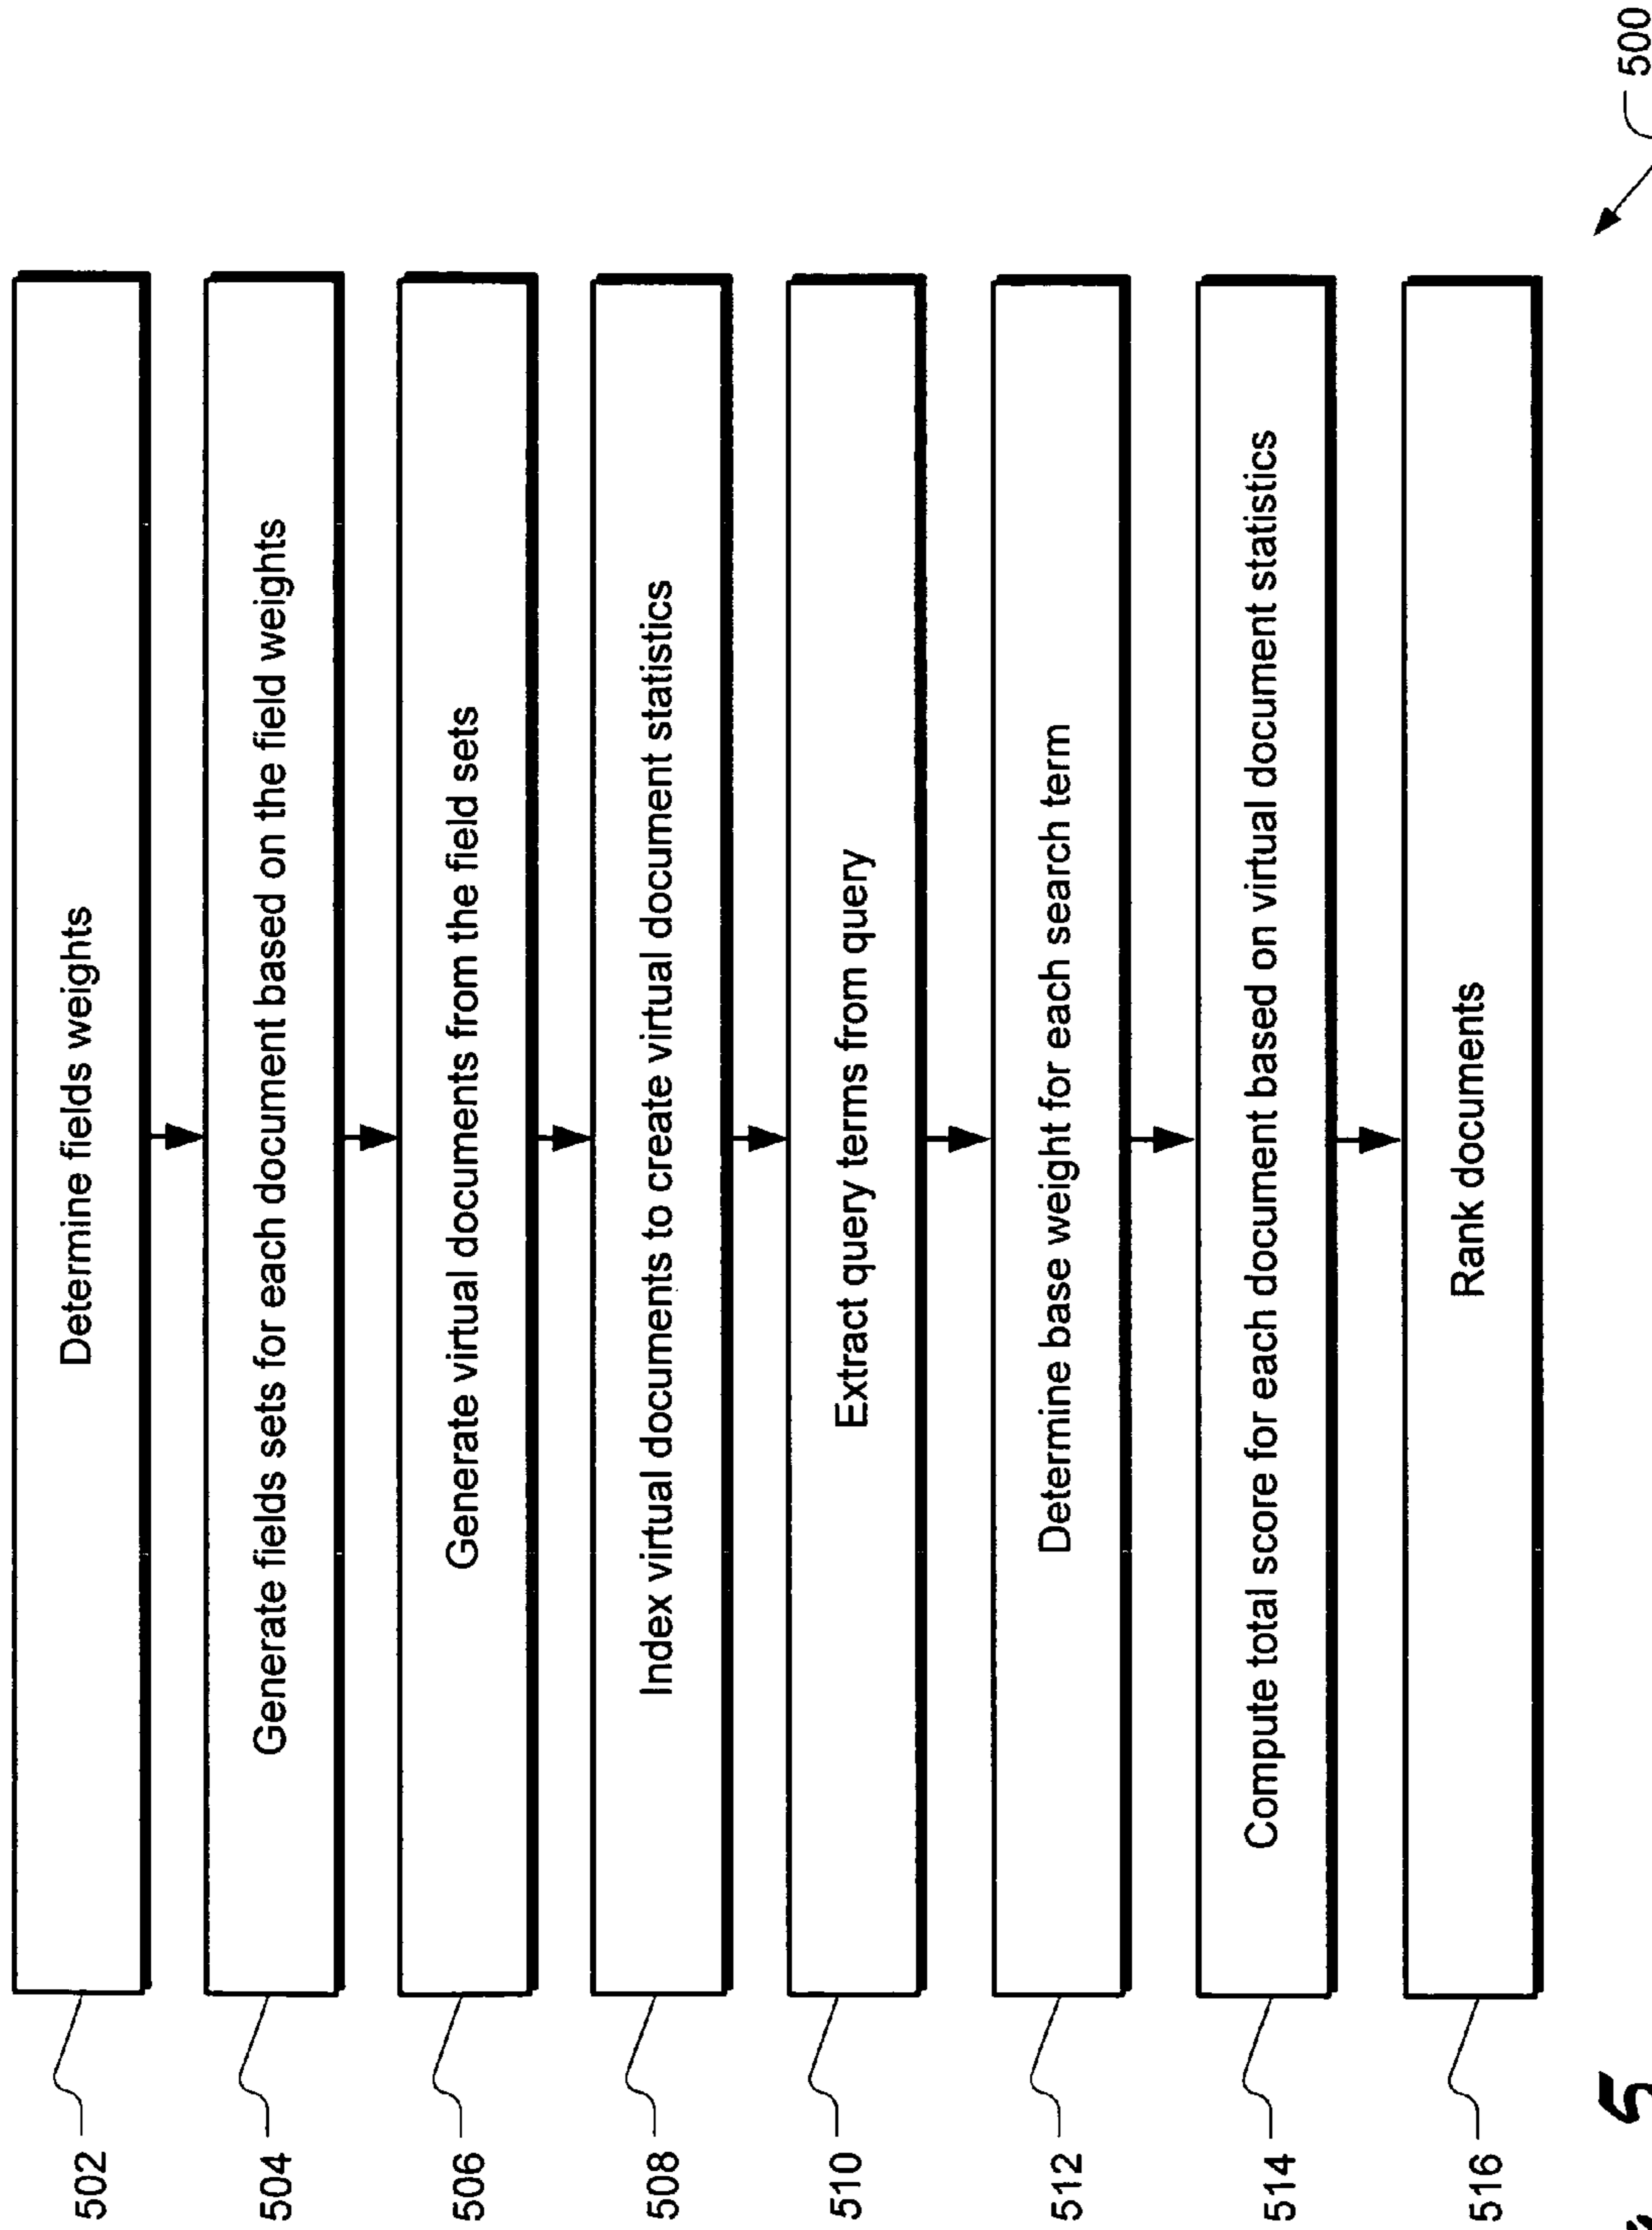 502
Determine fields weights
504
Generate fields sets for each document based on the field weights
506
Generate virtual documents from the field sets
508
Index virtual documents to create virtual document statistics
510
Extract query terms from query
512
Determine base weight for each search term
514
Compute total score for each document based on virtual document statistics
516
Rank documents
500
5